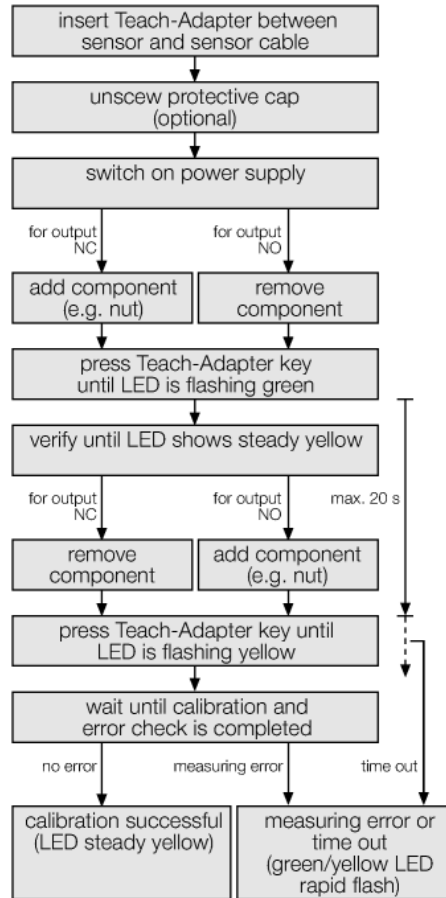 insert Teach-Adapter between
sensor and sensor cable
unscew protective cap
(optional)
switch on power supply
for output
NC
for output
NO
add component
(e.g. nut)
remove
component
press Teach-Adapter key
until LED is flashing green
verify until LED shows steady yellow
for output
NC
for output
NO
max. 20 s
remove
component
add component
(e.g. nut)
press Teach-Adapter key until
LED is flashing yellow
wait until calibration and
error check is completed
no error
measuring error
time out
calibration successful
(LED steady yellow)
measuring error or
time out
(green/yellow LED
rapid flash)